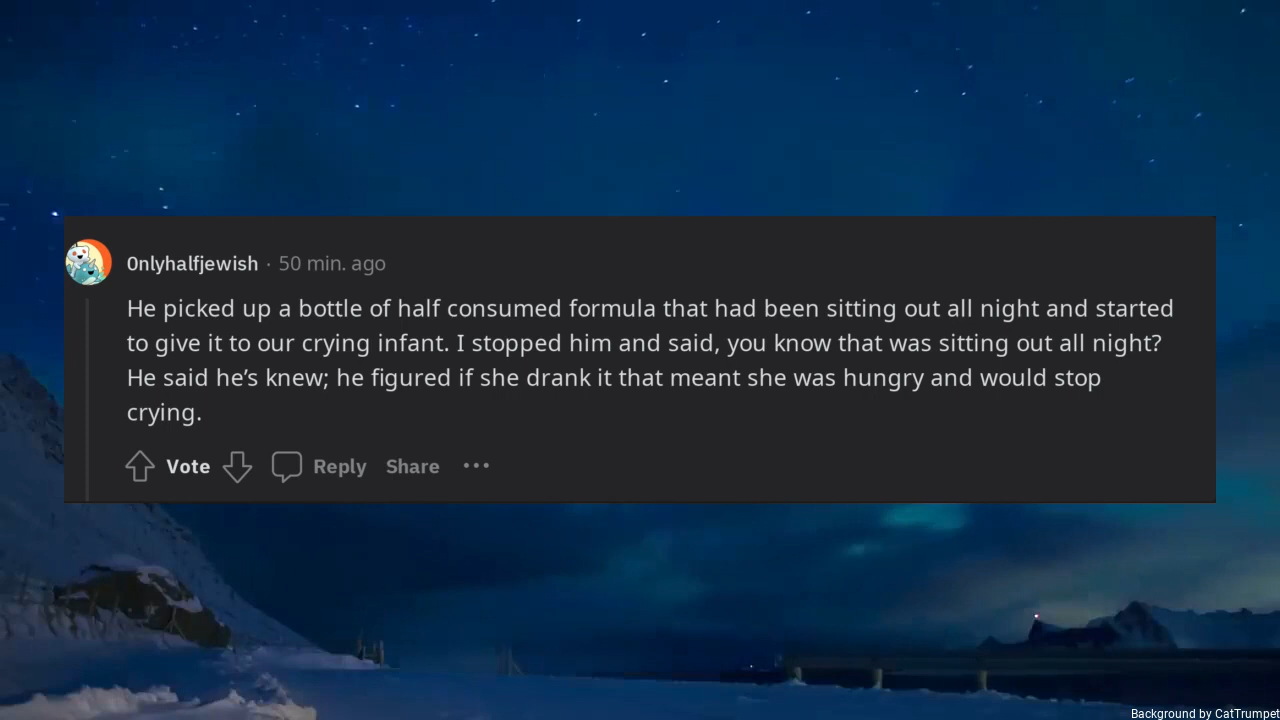 0nlyhalfjewish · 50 min. ago
He picked up a bottle of half consumed formula that had been sitting out all night and started
to give it to our crying infant. I stopped him and said, you know that was sitting out all night?
He said he’s knew; he figured if she drank it that meant she was hungry and would stop
crying.
Vote Reply Share ···
Background by CatTrumpet